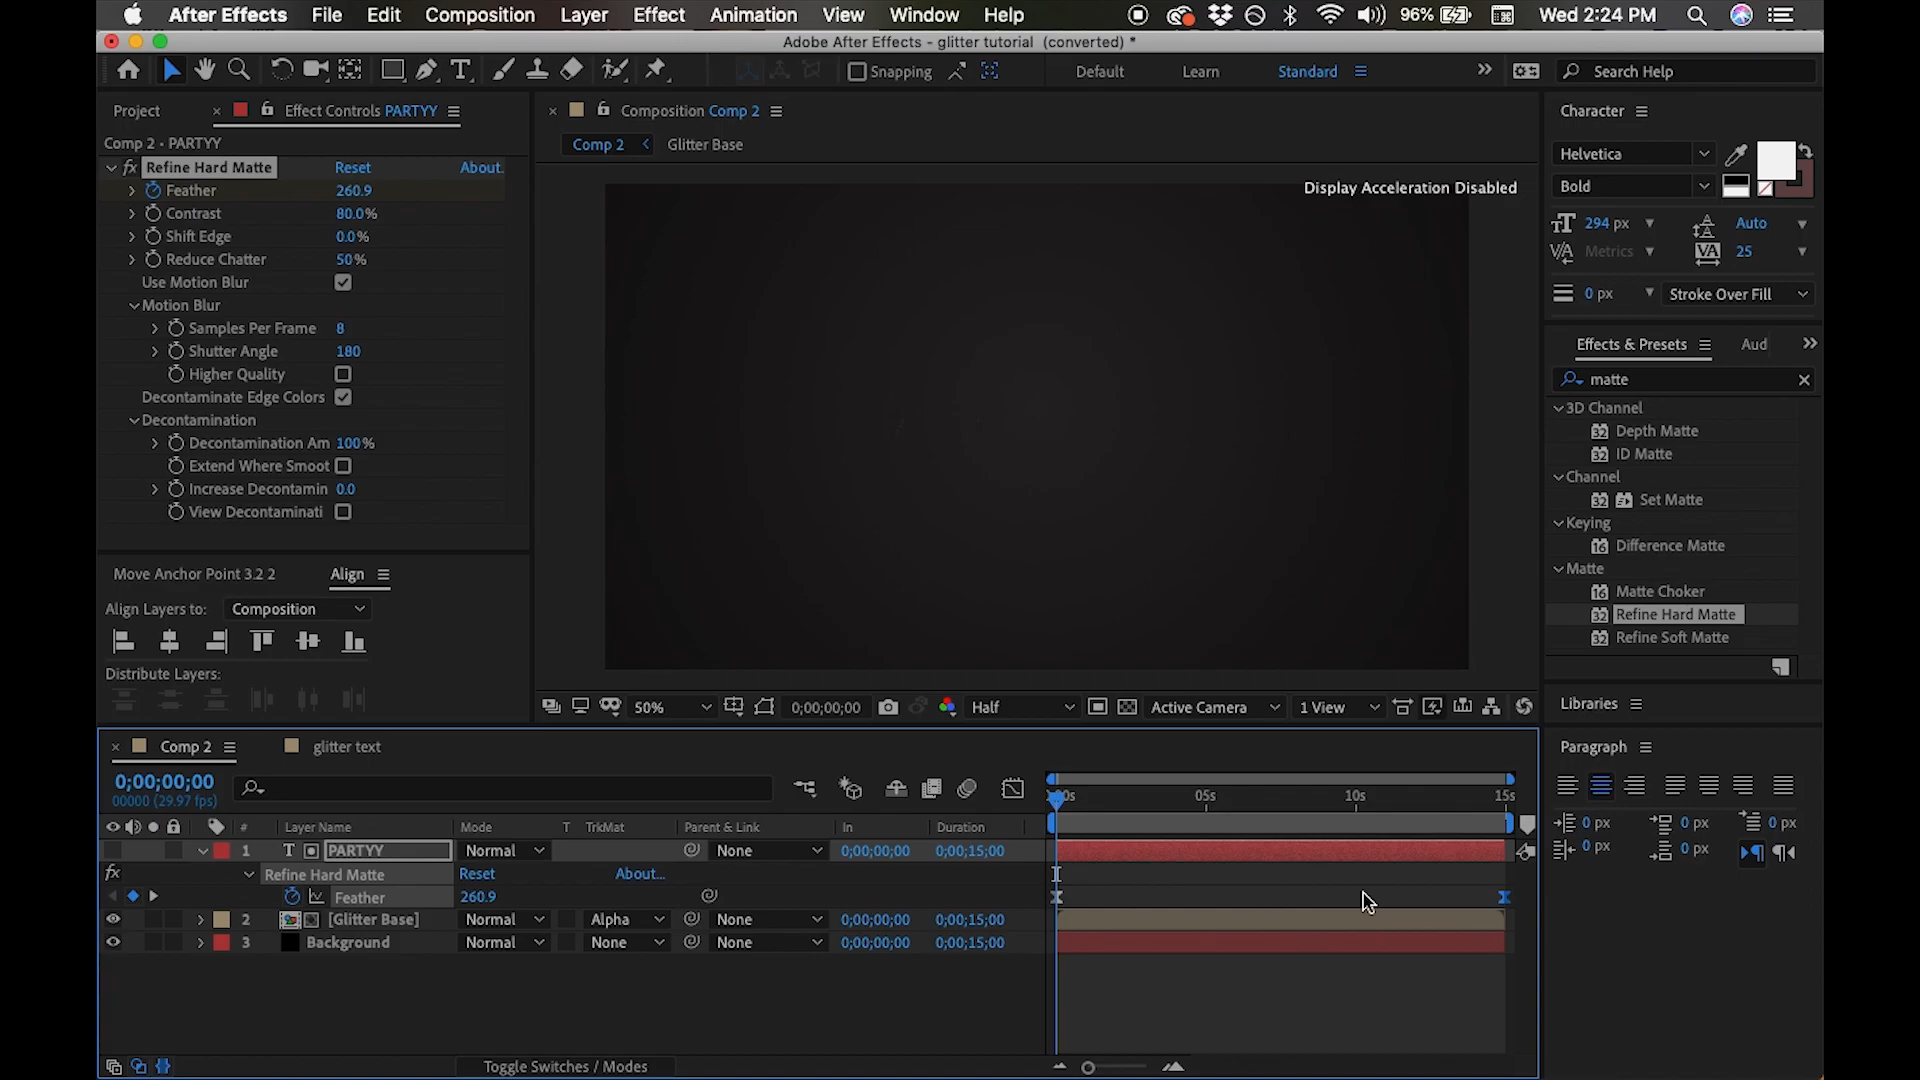 After Effects File Edit Composition Layer Effect Animation View Window Help 96% Wed 2:24 PM
Adobe After Effects - glitter tutorial (converted) *
Snapping Default Learn Standard Search Help
Project Effect Controls PARTYY
Comp 2 • PARTYY
Refine Hard Matte Reset About.
Feather 260.9
Contrast 80.0%
Shift Edge 0.0%
Reduce Chatter 50%
Use Motion Blur
Motion Blur
Samples Per Frame 8
Shutter Angle 180
Higher Quality
Decontaminate Edge Colors
Decontamination
Decontamination Am 100%
Extend Where Smoot
Increase Decontamin 0.0
View Decontaminati
Move Anchor Point 3.2 2 Align
Align Layers to: Composition
Distribute Layers:
Composition Comp 2
Comp 2 Glitter Base
Display Acceleration Disabled
50% 0;00;00;00 Half Active Camera 1 View
Character
Helvetica
Bold
294 px Auto
Metrics 25
0 px Stroke Over Fill
Effects & Presets Aud
matte
3D Channel
32 Depth Matte
32 ID Matte
Channel
32 Set Matte
Keying
16 Difference Matte
Matte
16 Matte Choker
32 Refine Hard Matte
32 Refine Soft Matte
Libraries
Paragraph
0 px 0 px 0 px
0 px 0 px
Comp 2 glitter text
0;00;00;00
00000 (29.97 fps)
05s 10s 15s
# Layer Name Mode T TrkMat Parent & Link In Duration
1 T PARTYY Normal None 0;00;00;00 0;00;15;00
fx Refine Hard Matte Reset About...
Feather 260.9
2 [Glitter Base] Normal Alpha None 0;00;00;00 0;00;15;00
3 Background Normal None None 0;00;00;00 0;00;15;00
Toggle Switches / Modes